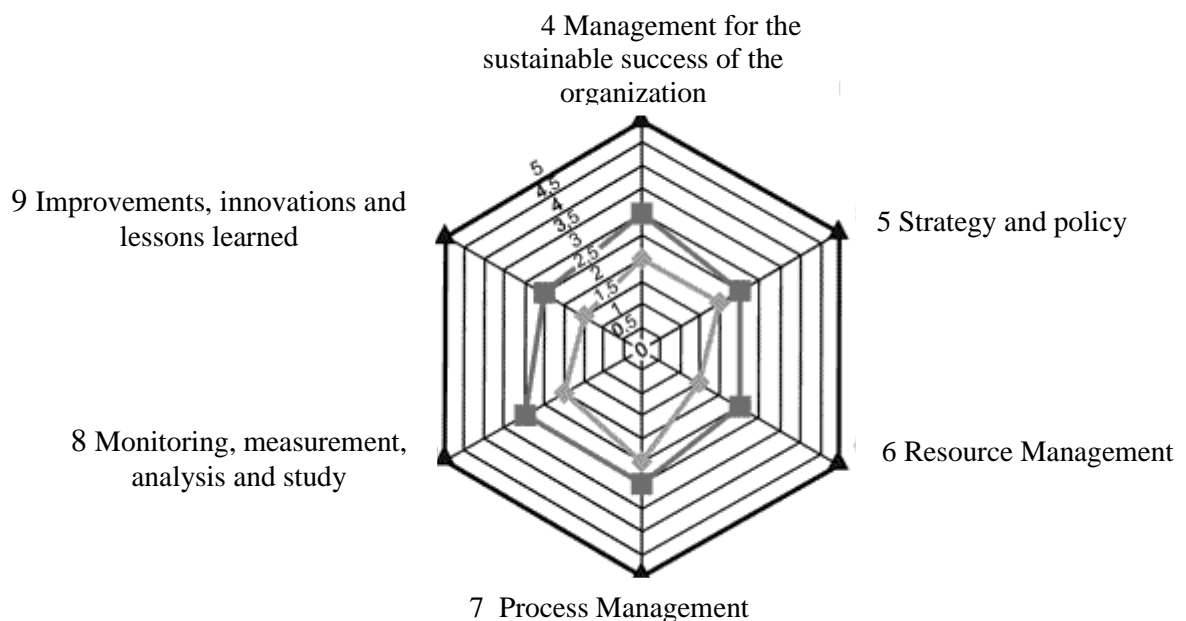 4 Management for the
sustainable success of the
organization
5
4,5
4
3,5
3
2,5
2
1,5
1
0,5
0
9 Improvements, innovations and
lessons learned
5 Strategy and policy
8 Monitoring, measurement,
analysis and study
6 Resource Management
7 Process Management